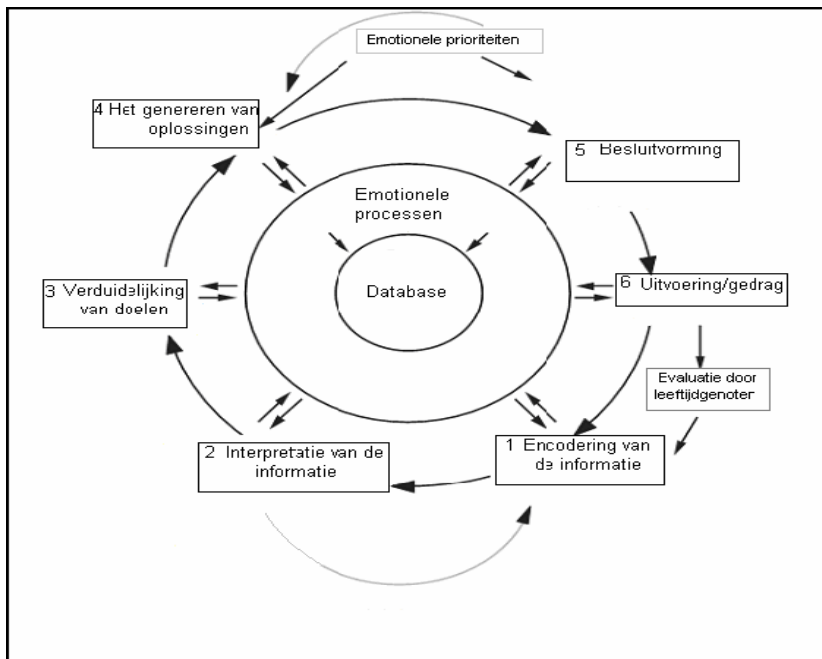 Emotionele prioriteiten
4 Het genereren van
oplossingen
5 Besluitvorming
Emotionele
processen
Database
3 Verduidelijking
van doelen
6 Uitvoering/gedrag
Evaluatie door
leeftijdgenoten
2 Interpretatie van de
informatie
1 Encodering van
de informatie